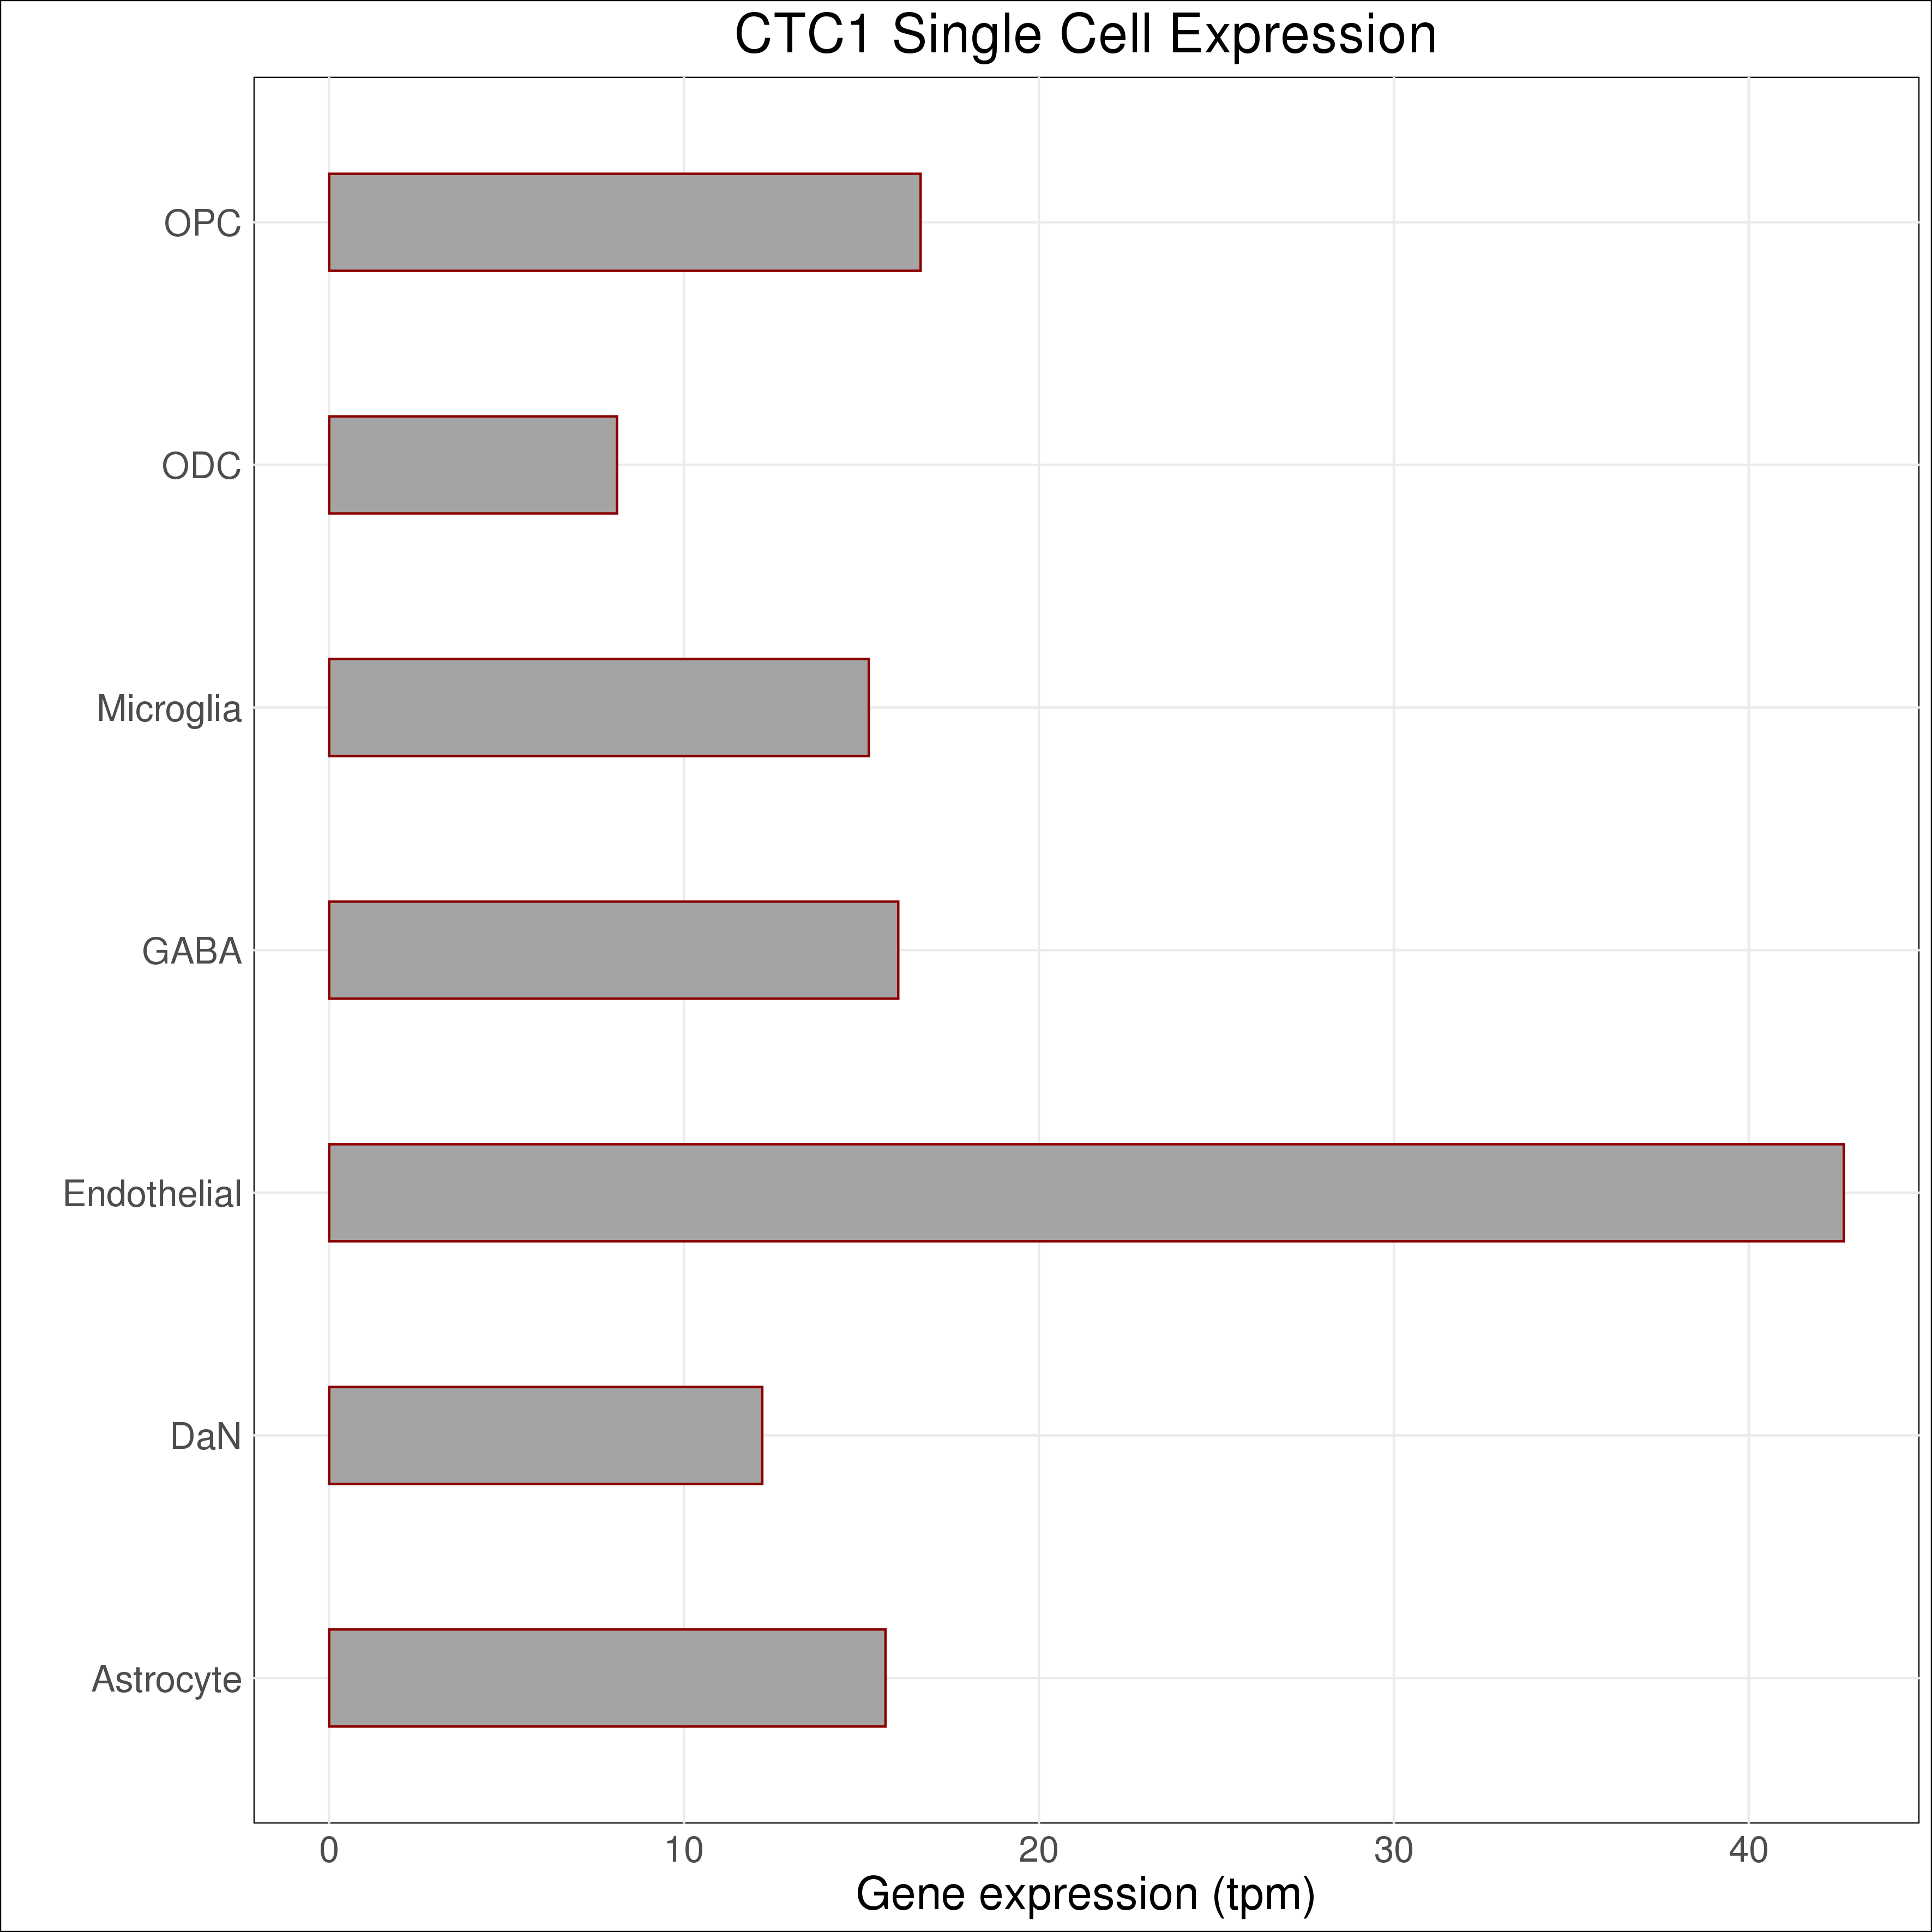 CTC1 Single Cell Expression
OPC
ODC
Microglia
GABA
Endothelial
DaN
Astrocyte
0 10 20 30 40
Gene expression (tpm)